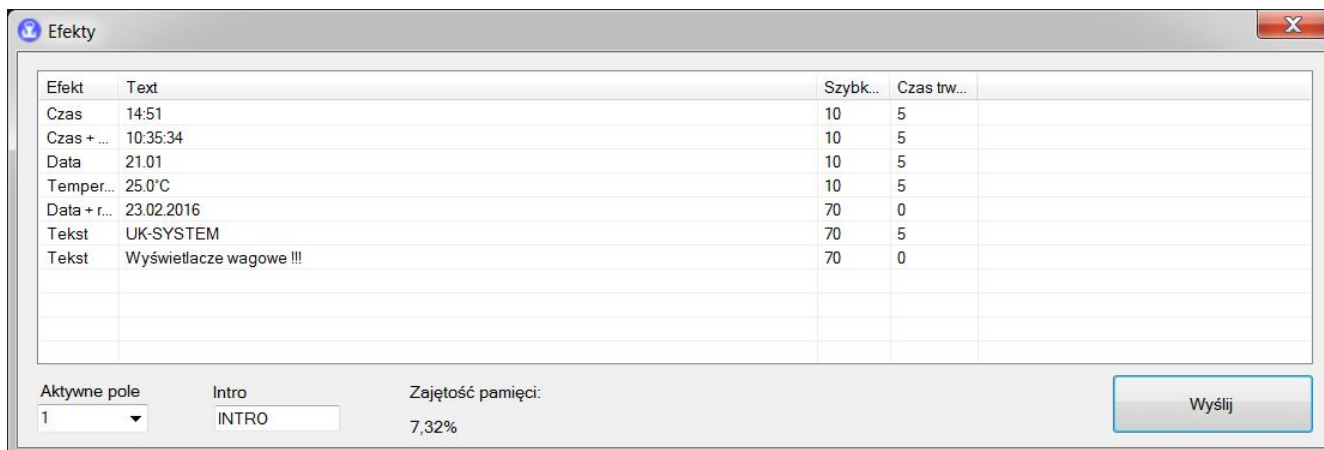 Efekty
Efekt Text Szybk... Czas trw...
Czas 14:51 10 5
Czas + ... 10:35:34 10 5
Data 21.01 10 5
Temper... 25.0°C 10 5
Data + r... 23.02.2016 70 0
Tekst UK-SYSTEM 70 5
Tekst Wyświetlacze wagowe !!! 70 0
Aktywne pole Intro Zajętość pamięci:
1 INTRO 7,32% Wyślij